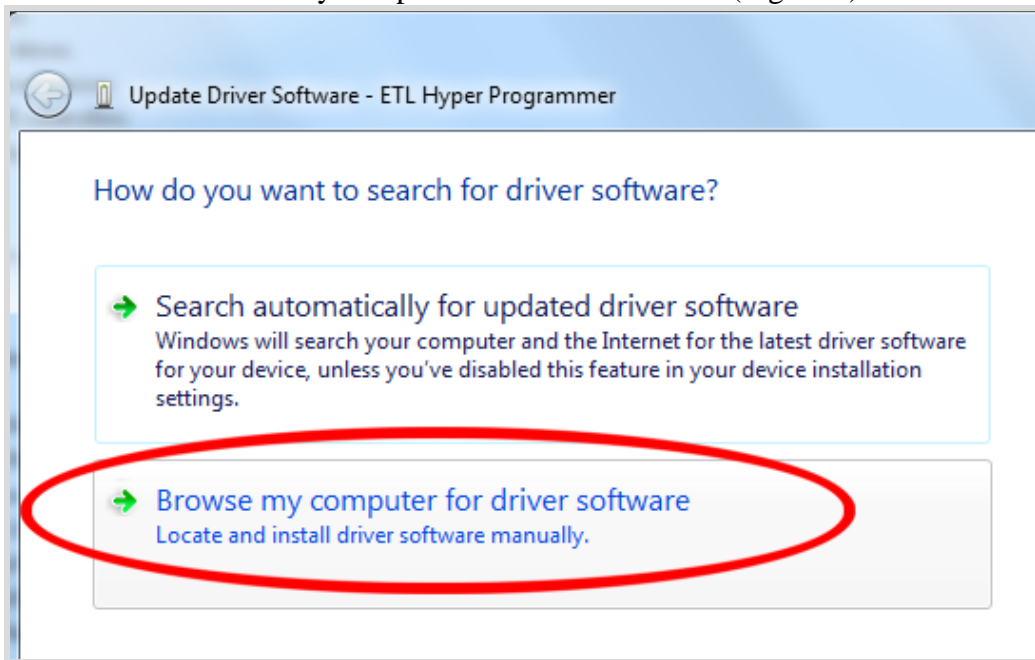 Update Driver Software - ETL Hyper Programmer
How do you want to search for driver software?
Search automatically for updated driver software
Windows will search your computer and the Internet for the latest driver software
for your device, unless you've disabled this feature in your device installation
settings.
Browse my computer for driver software
Locate and install driver software manually.